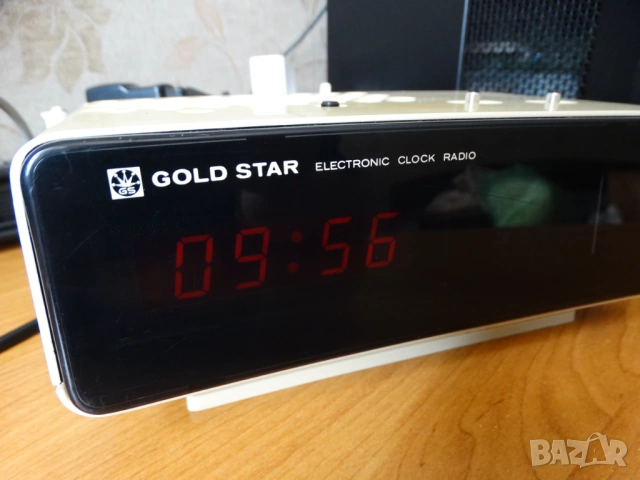 GS GOLD STAR ELECTRONIC CLOCK RADIO
09:56
BAZAR